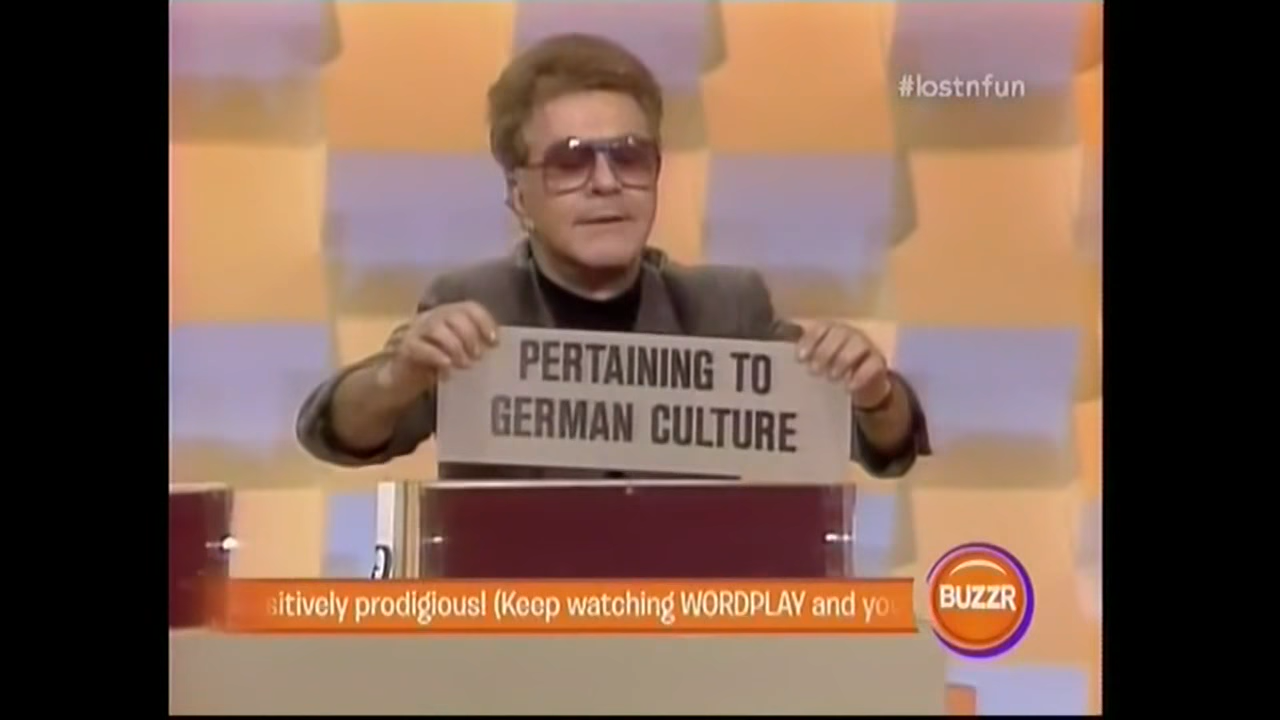 #lostnfun
PERTAINING TO
GERMAN CULTURE
sitively prodigious! (Keep watching WORDPLAY and yo
BUZZR